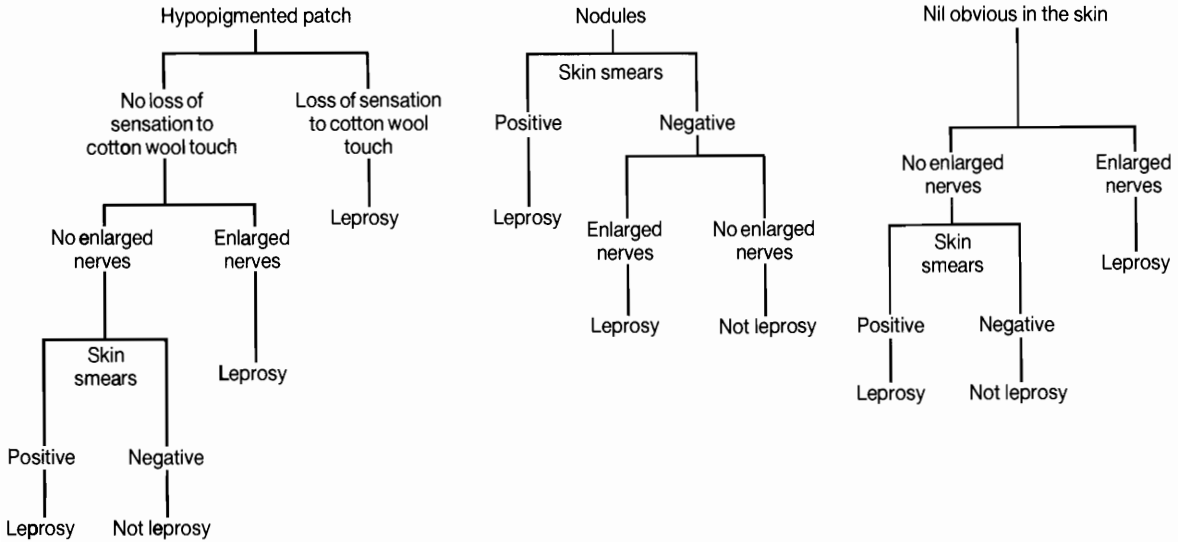 Hypopigmented patch
No loss of
sensation to
cotton wool touch
Loss of sensation
to cotton wool
touch
Leprosy
No enlarged
nerves
Enlarged
nerves
Leprosy
Skin
smears
Positive
Negative
Leprosy
Not leprosy
Nodules
Skin smears
Positive
Negative
Leprosy
Enlarged
nerves
No enlarged
nerves
Leprosy
Not leprosy
Nil obvious in the skin
No enlarged
nerves
Enlarged
nerves
Leprosy
Skin
smears
Positive
Negative
Leprosy
Not leprosy